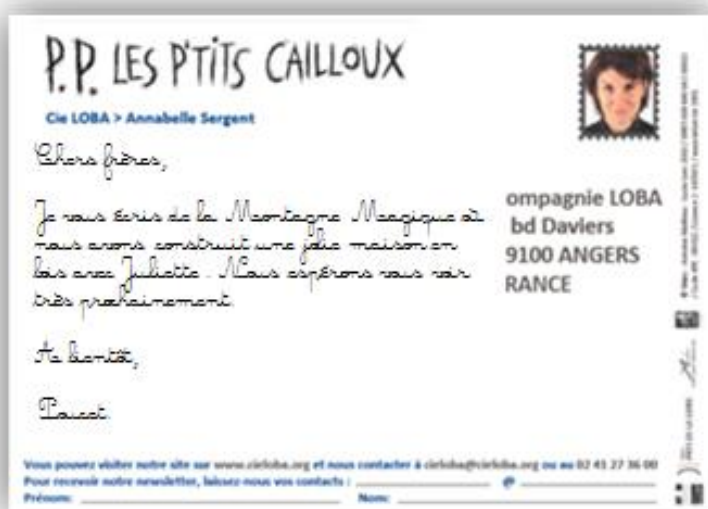 P.P. LES P'TITS CAILLOUX
Cie LOBA > Annabelle Sergent
Chers frères,
Je vous écris de la Montagne Magique où
nous avons construit une jolie maison en
bois avec Juliette. Nous espérons vous voir
très prochainement.
A bientôt,
Poucet.
ompagnie LOBA
bd Daviers
9100 ANGERS
RANCE
Vous pouvez visiter notre site sur www.cieloba.org et nous contacter à cieloba@cieloba.org ou au 02 41 27 36 00
Pour recevoir notre newsletter, laissez-nous vos contacts : @
Prénom: Nom: